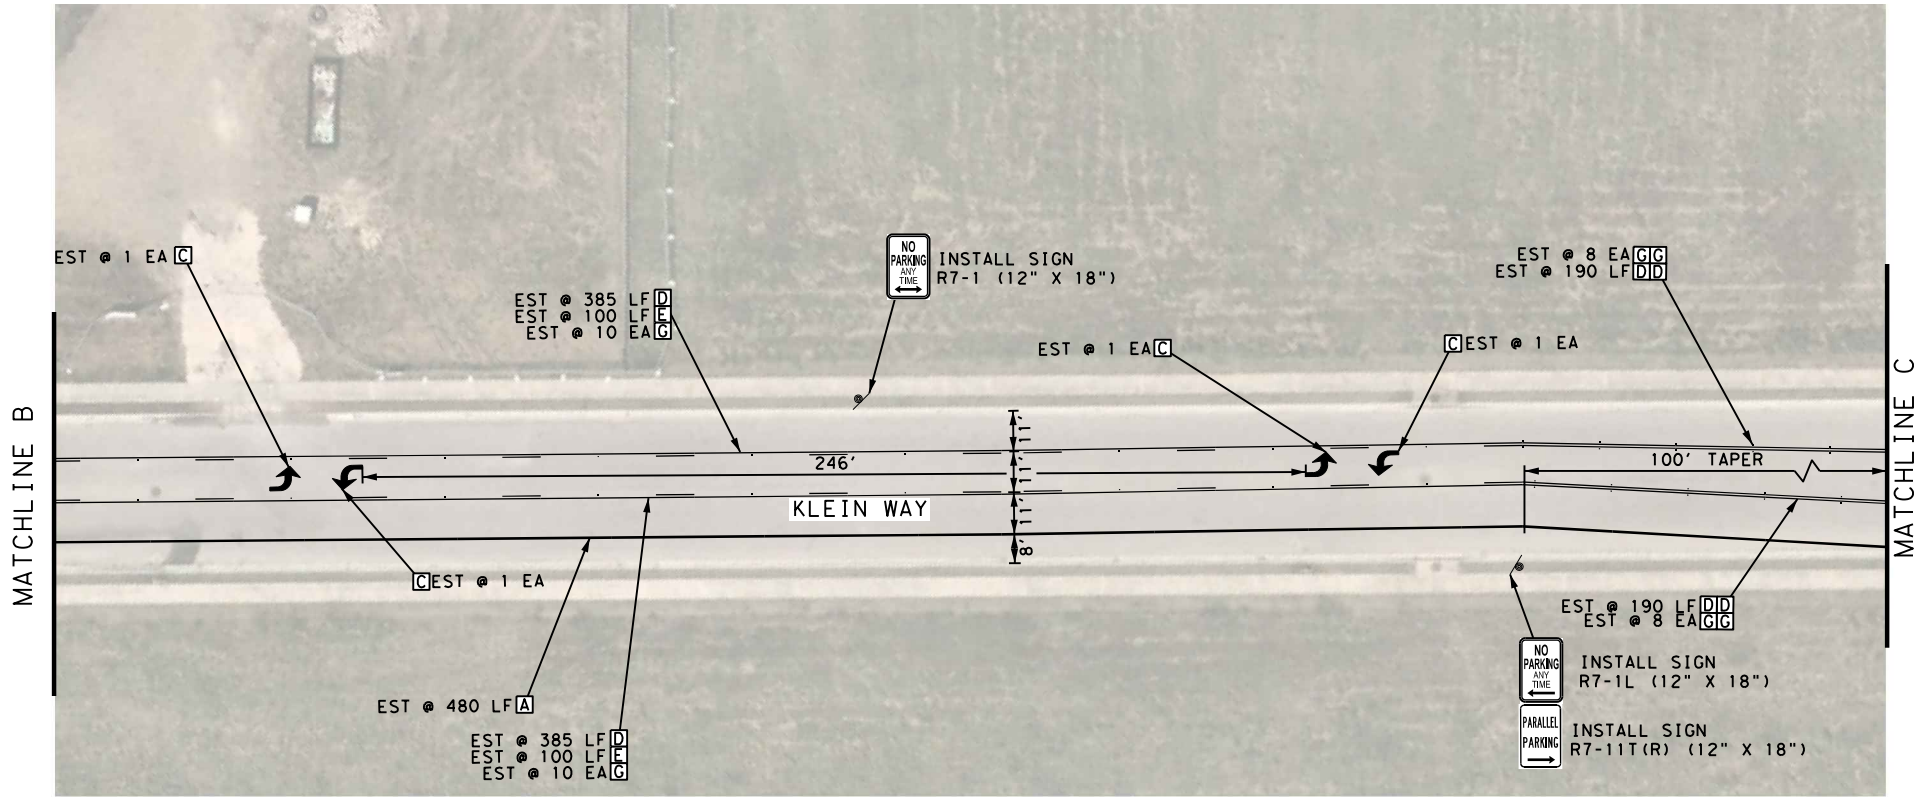 MATCHLINE B
EST @ 1 EA C
EST @ 385 LF D
EST @ 100 LF E
EST @ 10 EA G
NO
PARKING
ANY
TIME
INSTALL SIGN
R7-1 (12" X 18")
EST @ 1 EA C
C EST @ 1 EA
EST @ 8 EA GG
EST @ 190 LF DD
MATCHLINE C
246'
11'
11'
11'
8'
100' TAPER
KLEIN WAY
C EST @ 1 EA
EST @ 480 LF A
EST @ 385 LF D
EST @ 100 LF E
EST @ 10 EA G
EST @ 190 LF DD
EST @ 8 EA GG
NO
PARKING
ANY
TIME
INSTALL SIGN
R7-1L (12" X 18")
PARALLEL
PARKING
INSTALL SIGN
R7-11T(R) (12" X 18")